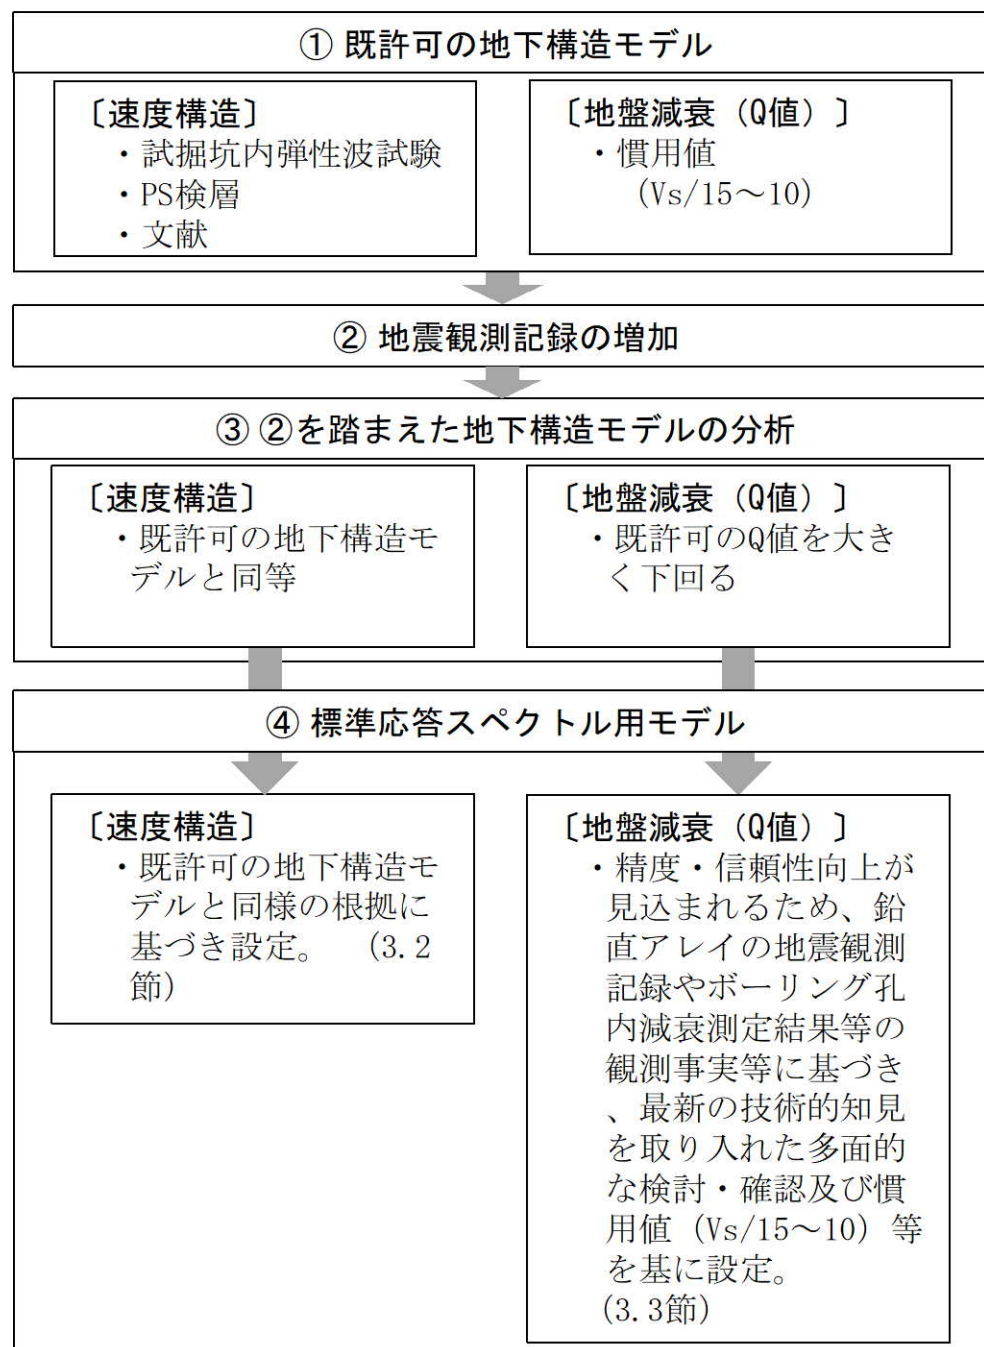 ① 既許可の地下構造モデル
〔速度構造〕
・試掘坑内弾性波試験
・PS検層
・文献
〔地盤減衰（Q値）〕
・慣用値
（Vs/15～10）
② 地震観測記録の増加
③ ②を踏まえた地下構造モデルの分析
〔速度構造〕
・既許可の地下構造モ
デルと同等
〔地盤減衰（Q値）〕
・既許可のQ値を大き
く下回る
④ 標準応答スペクトル用モデル
〔速度構造〕
・既許可の地下構造モ
デルと同様の根拠に
基づき設定。　（3.2
節）
〔地盤減衰（Q値）〕
・精度・信頼性向上が
見込まれるため、鉛
直アレイの地震観測
記録やボーリング孔
内減衰測定結果等の
観測事実等に基づき
、最新の技術的知見
を取り入れた多面的
な検討・確認及び慣
用値（Vs/15～10）等
を基に設定。
（3.3節）